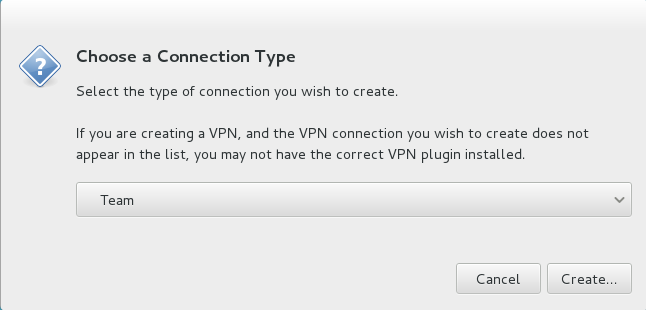 Choose a Connection Type
Select the type of connection you wish to create.
If you are creating a VPN, and the VPN connection you wish to create does not
appear in the list, you may not have the correct VPN plugin installed.
Team
Cancel
Create...